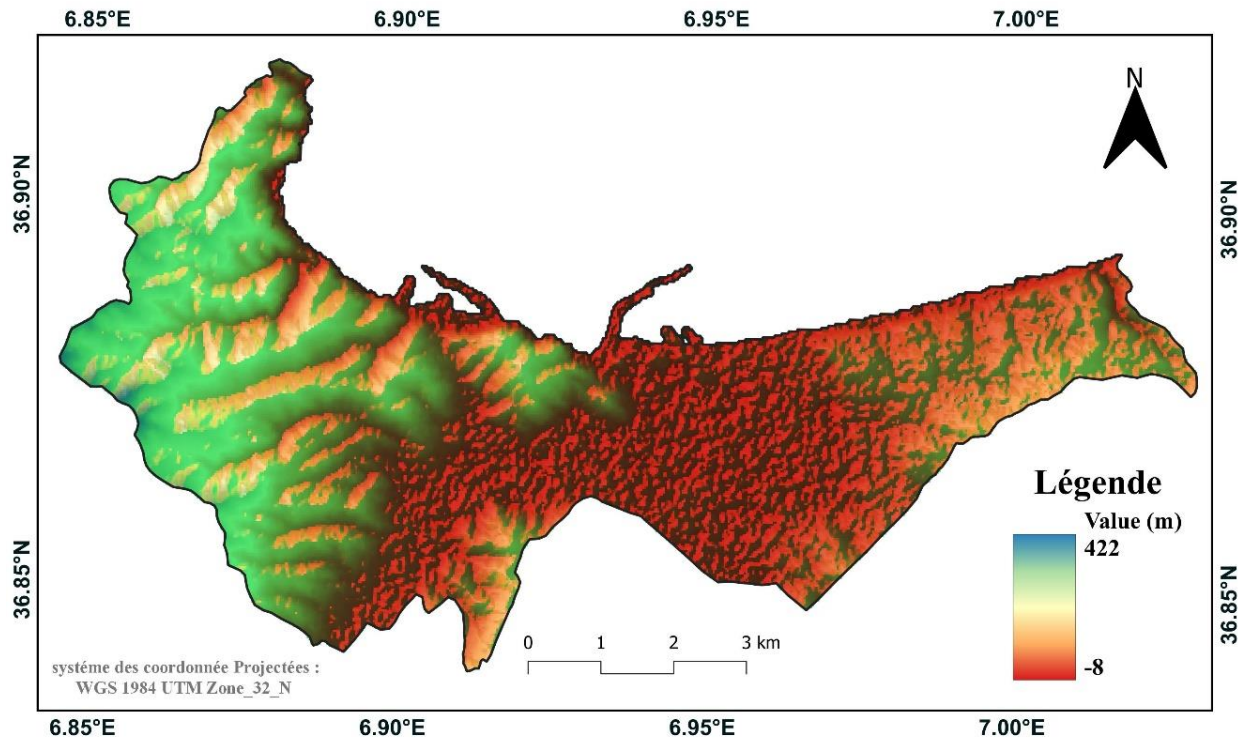 6.85°E 6.90°E 6.95°E 7.00°E
N
36.90°N 36.90°N
Légende
Value (m)
422
36.85°N 36.85°N
0 1 2 3 km
-8
systéme des coordonnée Projectées :
WGS 1984 UTM Zone_32_N
6.85°E 6.90°E 6.95°E 7.00°E